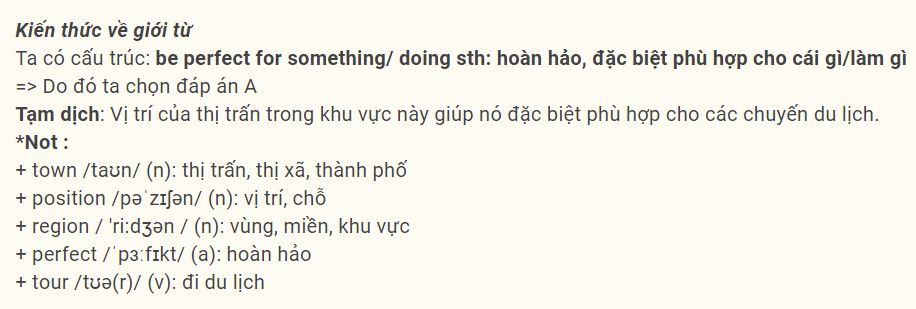 Kiến thức về giới từ
Ta có cấu trúc: be perfect for something/ doing sth: hoàn hảo, đặc biệt phù hợp cho cái gì/làm gì
=> Do đó ta chọn đáp án A
Tạm dịch: Vị trí của thị trấn trong khu vực này giúp nó đặc biệt phù hợp cho các chuyến du lịch.
*Not :
+ town /taʊn/ (n): thị trấn, thị xã, thành phố
+ position /pəˈzɪʃən/ (n): vị trí, chỗ
+ region / 'ri:dʒən / (n): vùng, miền, khu vực
+ perfect /ˈpɜːfɪkt/ (a): hoàn hảo
+ tour /tʊə(r)/ (v): đi du lịch